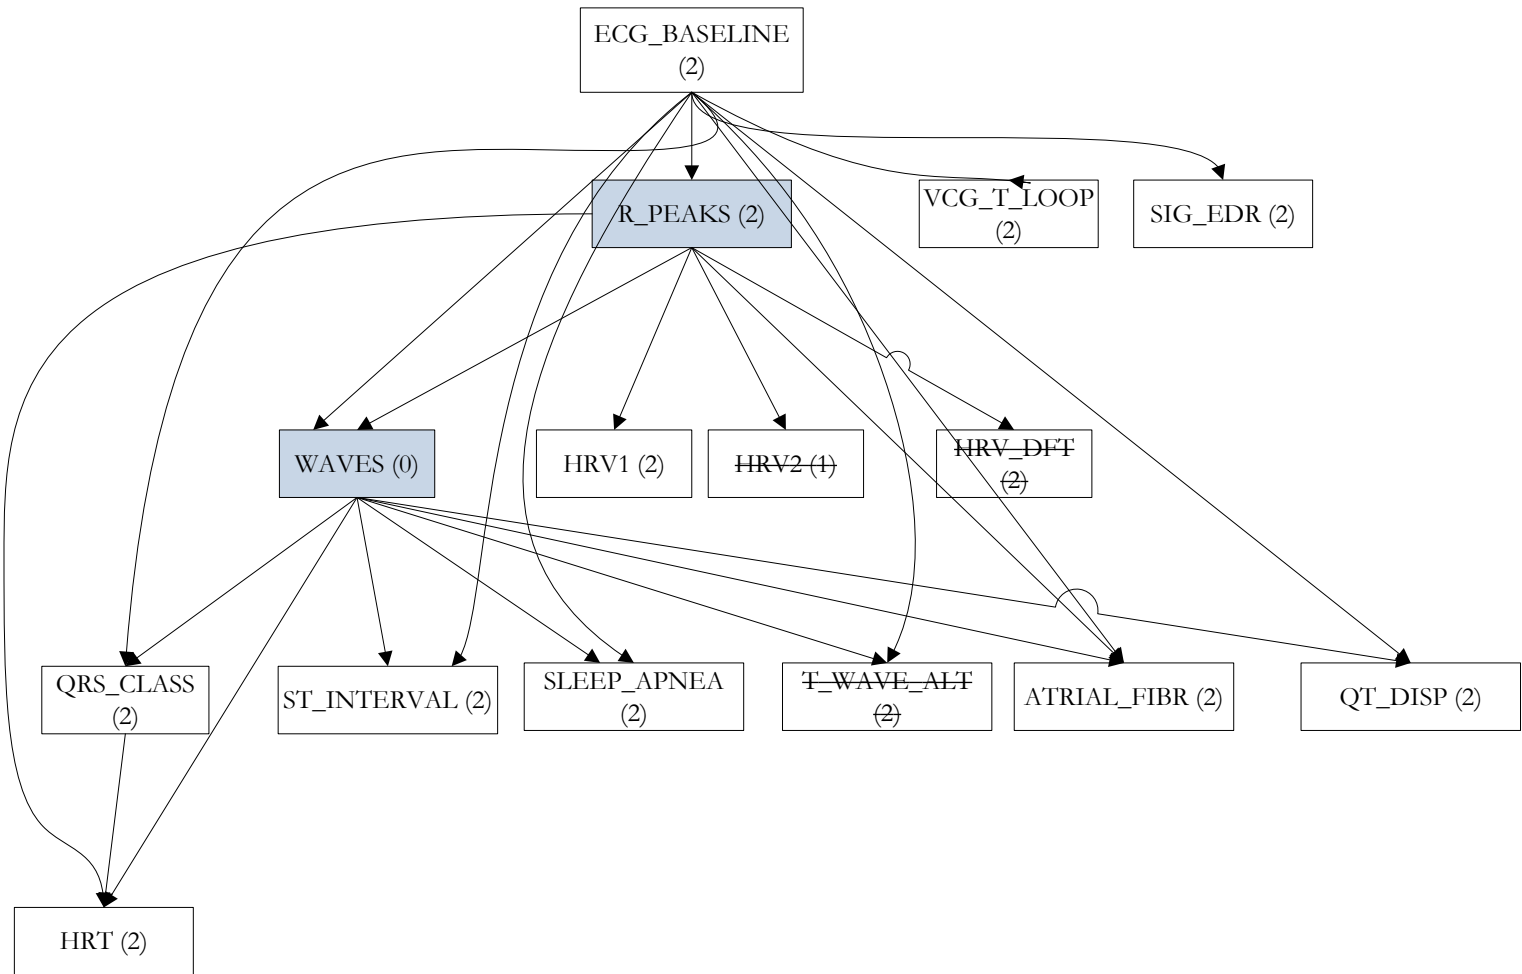 ECG_BASELINE
(2)
R_PEAKS (2)
VCG_T_LOOP
(2)
SIG_EDR (2)
WAVES (0)
HRV1 (2)
HRV2 (1)
HRV_DFT
(2)
QRS_CLASS
(2)
ST_INTERVAL (2)
SLEEP_APNEA
(2)
T_WAVE_ALT
(2)
ATRIAL_FIBR (2)
QT_DISP (2)
HRT (2)